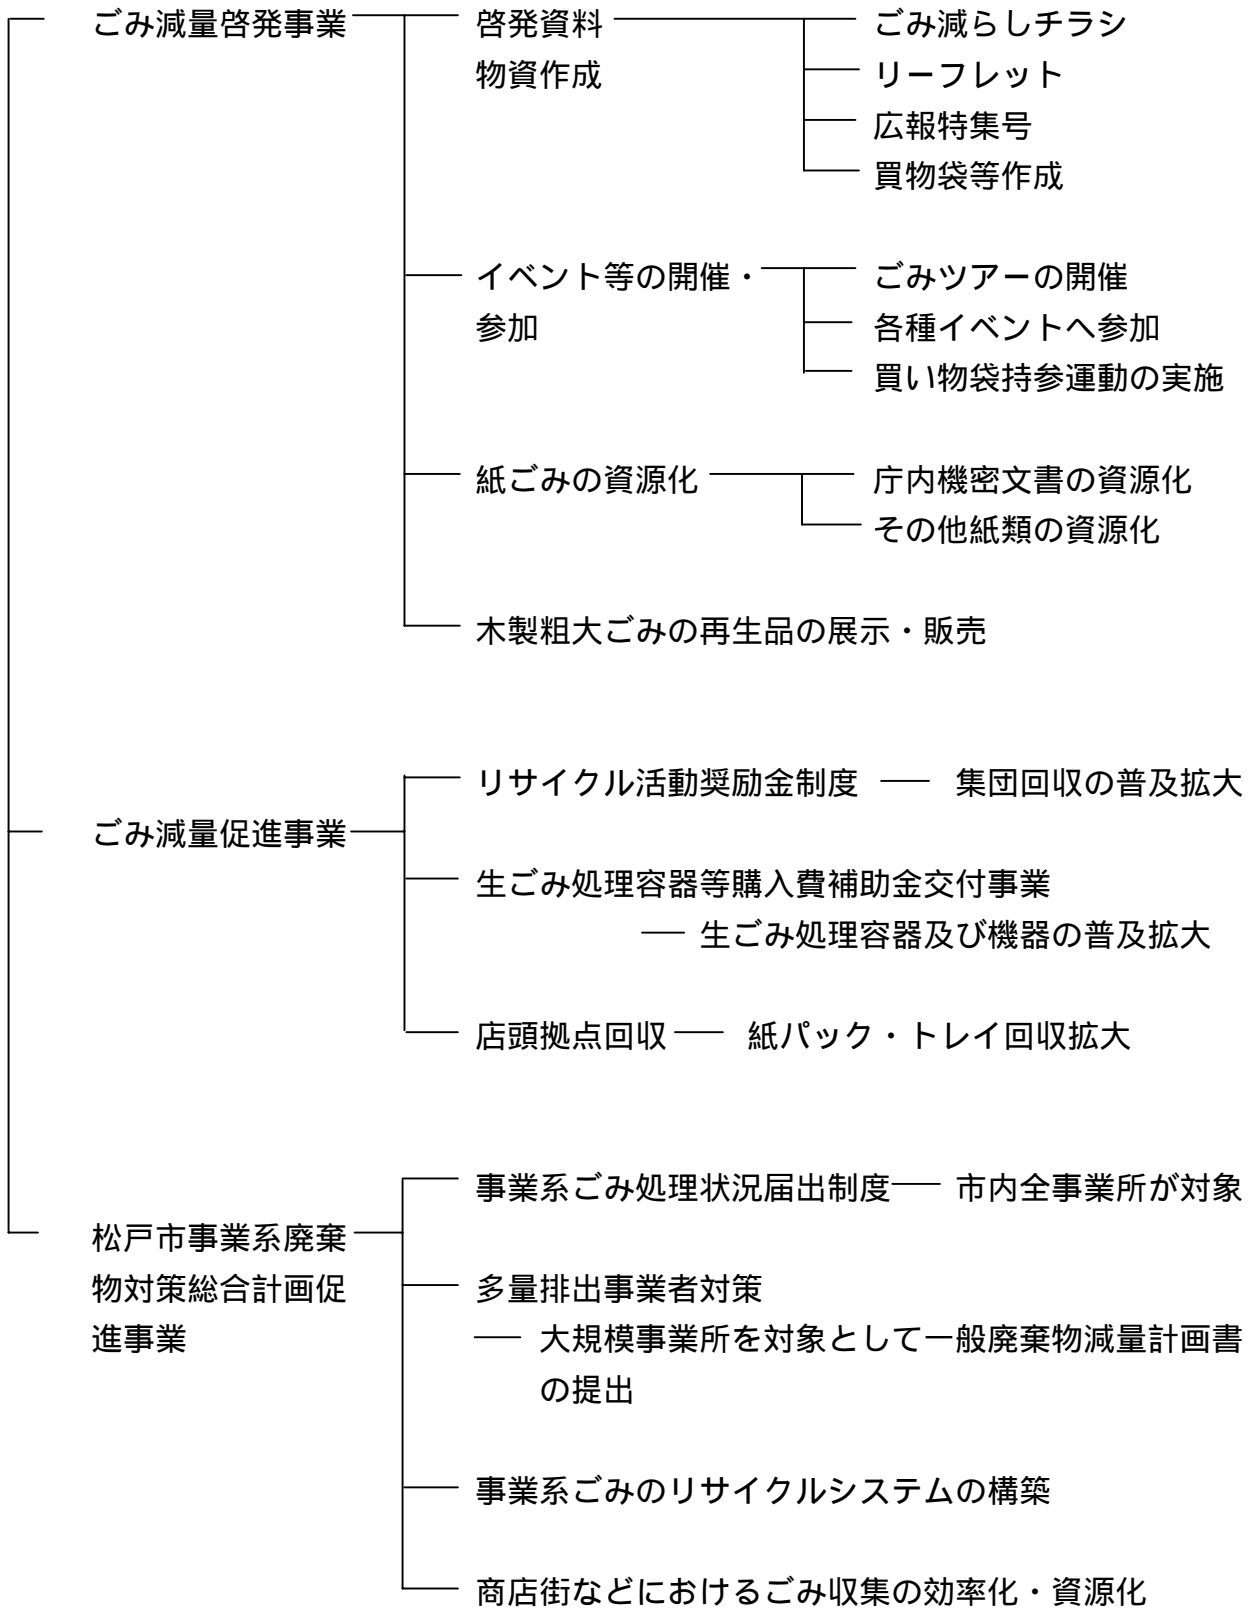 ごみ減量啓発事業
啓発資料
物資作成
ごみ減らしチラシ
リーフレット
広報特集号
買物袋等作成
イベント等の開催・
参加
ごみツアーの開催
各種イベントへ参加
買い物袋持参運動の実施
紙ごみの資源化
庁内機密文書の資源化
その他紙類の資源化
木製粗大ごみの再生品の展示・販売
ごみ減量促進事業
リサイクル活動奨励金制度
集団回収の普及拡大
生ごみ処理容器等購入費補助金交付事業
生ごみ処理容器及び機器の普及拡大
店頭拠点回収
紙パック・トレイ回収拡大
松戸市事業系廃棄
物対策総合計画促
進事業
事業系ごみ処理状況届出制度
市内全事業所が対象
多量排出事業者対策
大規模事業所を対象として一般廃棄物減量計画書
の提出
事業系ごみのリサイクルシステムの構築
商店街などにおけるごみ収集の効率化・資源化